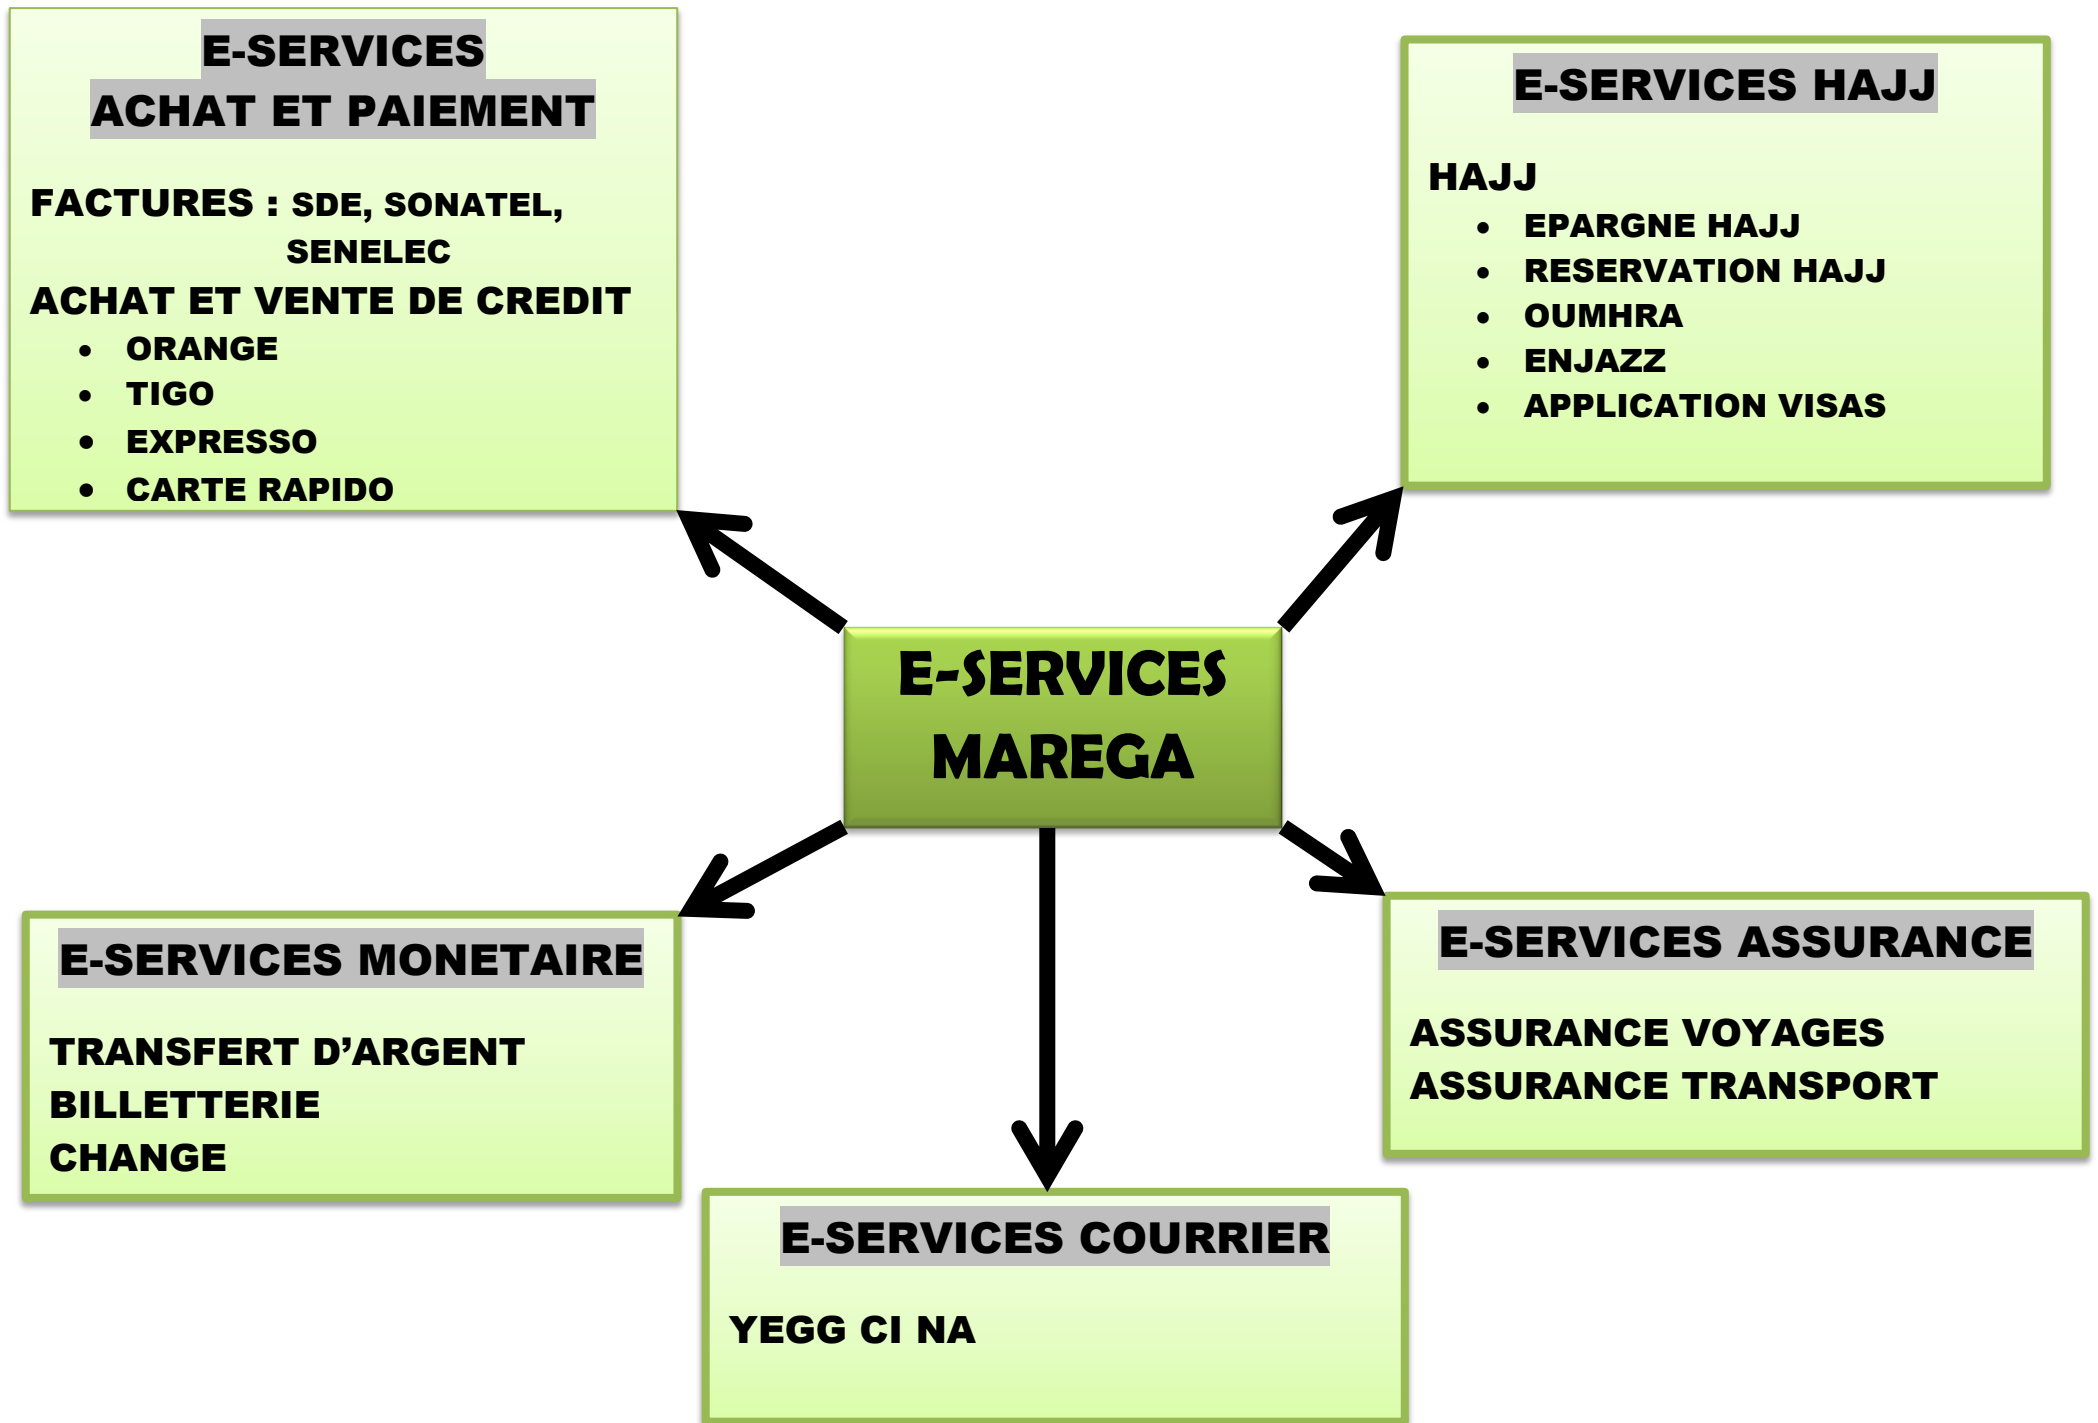 E-SERVICES
ACHAT ET PAIEMENT
FACTURES : SDE, SONATEL,
SENELEC
ACHAT ET VENTE DE CREDIT
• ORANGE
• TIGO
• EXPRESSO
• CARTE RAPIDO
E-SERVICES HAJJ
HAJJ
• EPARGNE HAJJ
• RESERVATION HAJJ
• OUMHRA
• ENJAZZ
• APPLICATION VISAS
E-SERVICES
MAREGA
E-SERVICES MONETAIRE
TRANSFERT D’ARGENT
BILLETTERIE
CHANGE
E-SERVICES ASSURANCE
ASSURANCE VOYAGES
ASSURANCE TRANSPORT
E-SERVICES COURRIER
YEGG CI NA